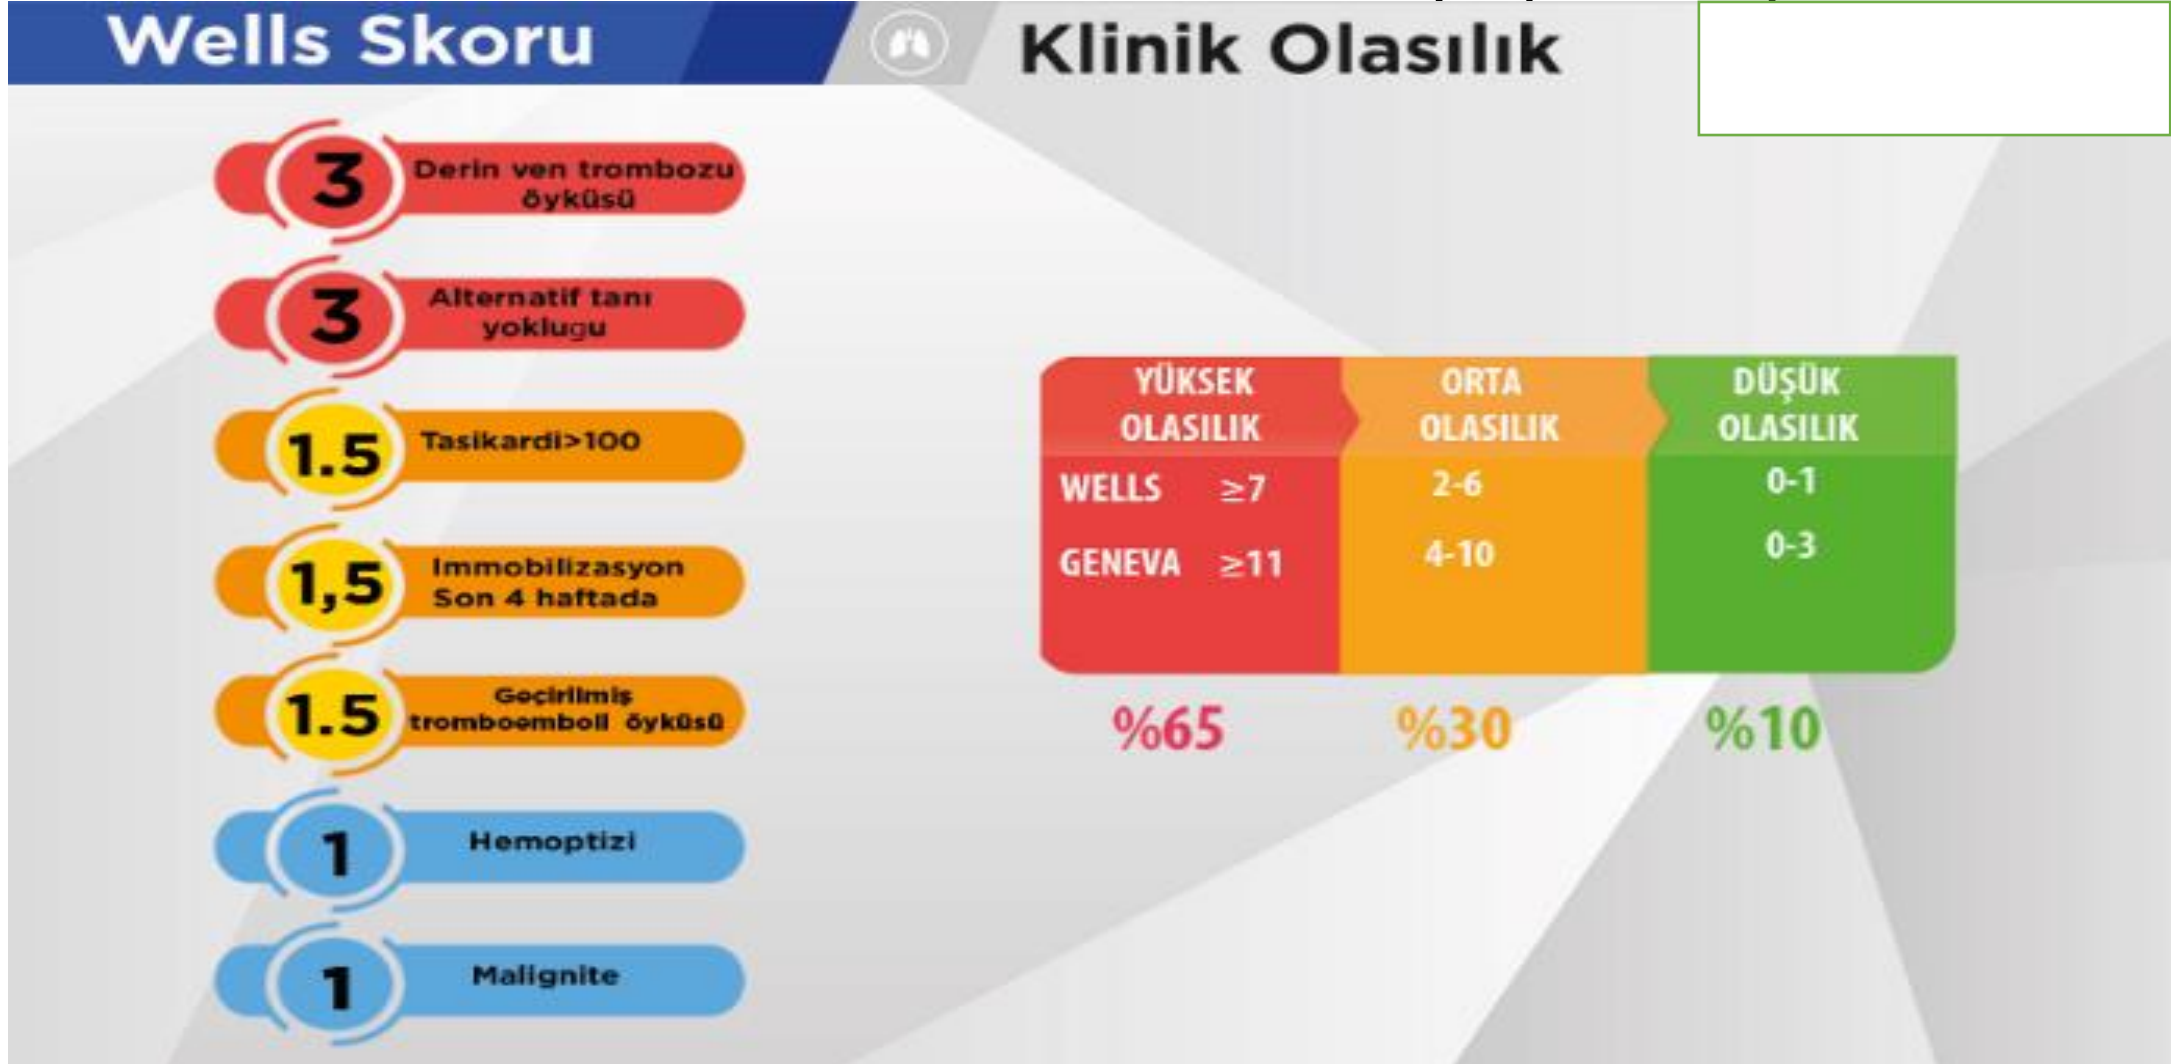 Wells Skoru
Klinik Olasılık
3
Derin ven trombozu
öyküsü
3
Alternatif tanı
yoklugu
1.5
Tasikardi>100
1,5
Immobilizasyon
Son 4 haftada
1.5
Geçirilmiş
tromboemboli öyküsü
1
Hemoptizi
1
Malignite
YÜKSEK
OLASILIK
ORTA
OLASILIK
DÜŞÜK
OLASILIK
WELLS ≥7 2-6 0-1
GENEVA ≥11 4-10 0-3
%65 %30 %10